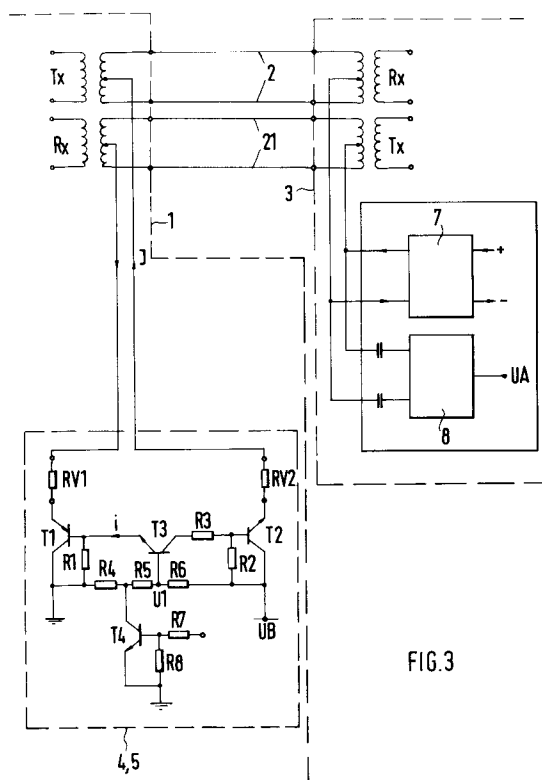 Tx
2
Rx
Rx
21
Tx
3
1
7
+
-
UA
8
RV1
RV2
i
T3
R3
T1
T2
R1
R2
R4
R5
R6
U1
R7
UB
T4
R8
FIG.3
4,5